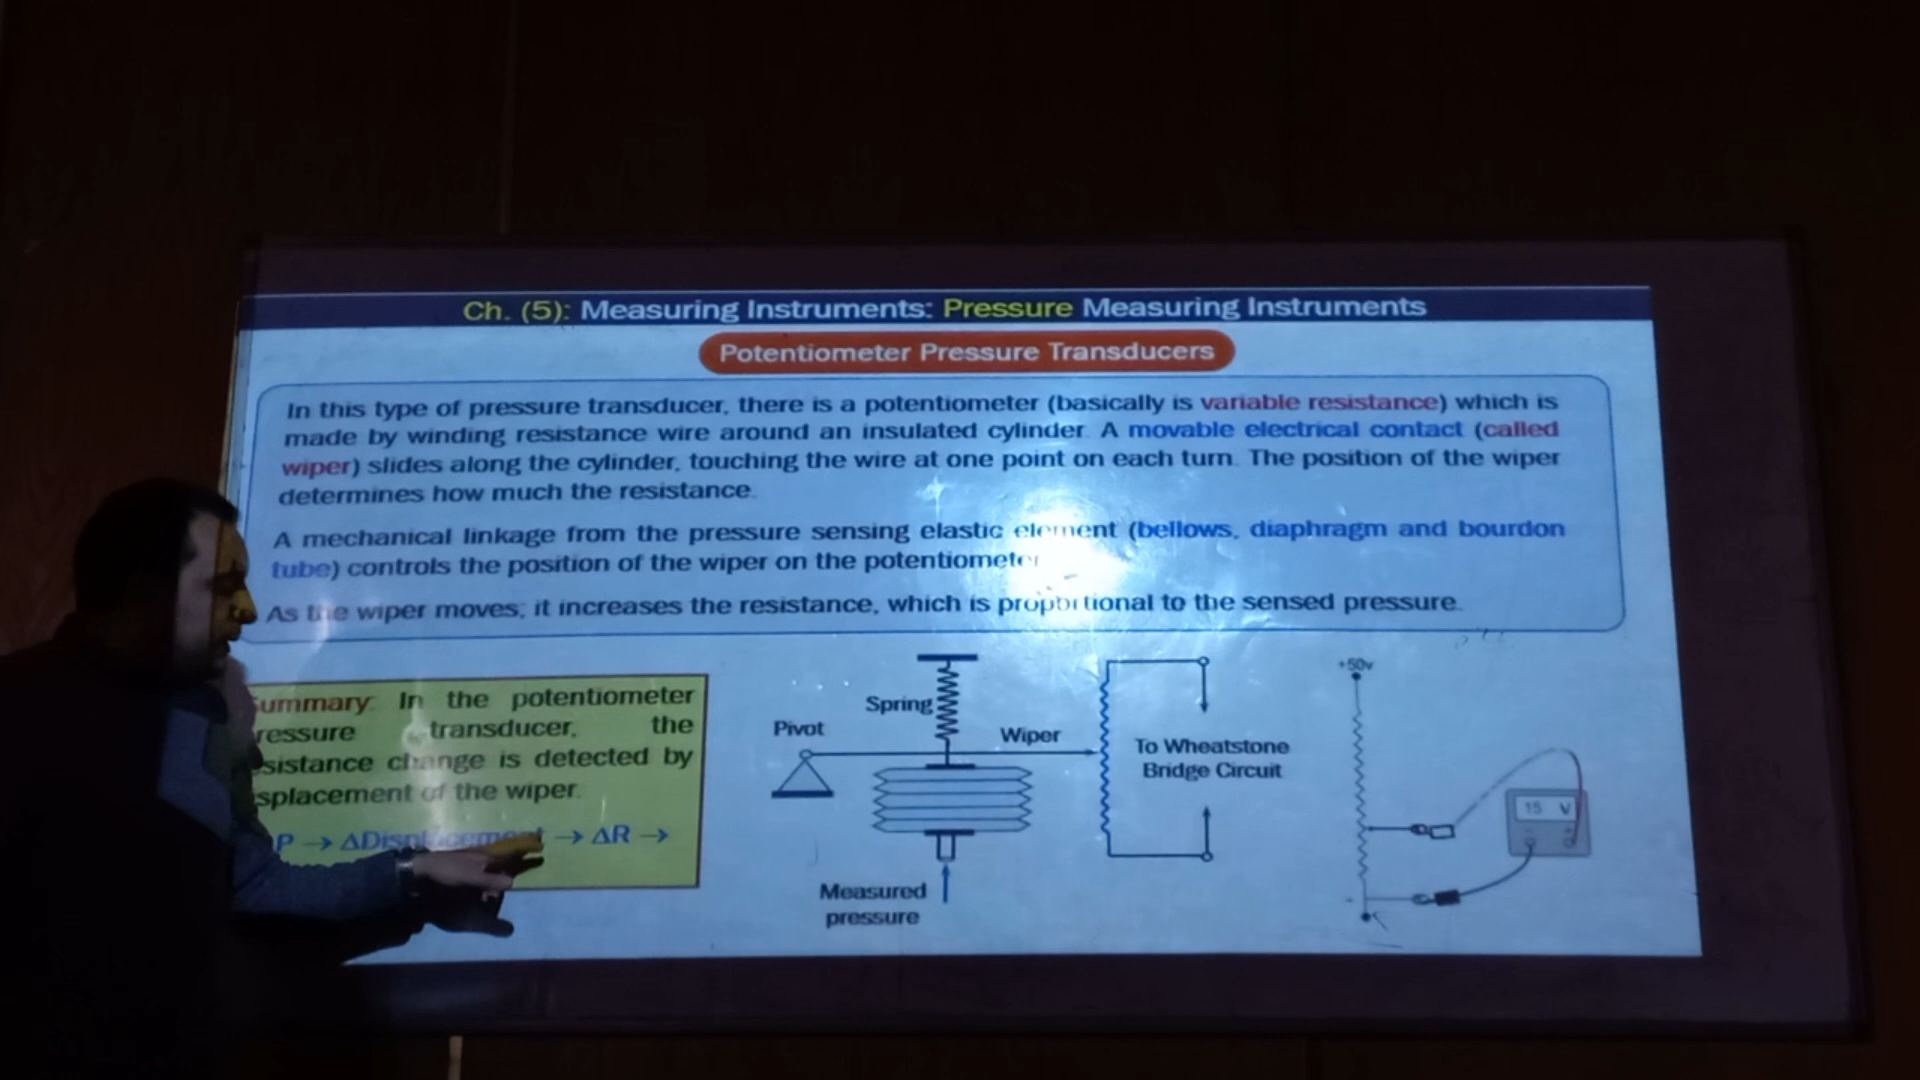 Ch. (5): Measuring Instruments: Pressure Measuring Instruments
Potentiometer Pressure Transducers
In this type of pressure transducer, there is a potentiometer (basically is variable resistance) which is
made by winding resistance wire around an insulated cylinder. A movable electrical contact (called
wiper) slides along the cylinder, touching the wire at one point on each turn. The position of the wiper
determines how much the resistance.
A mechanical linkage from the pressure sensing elastic element (bellows, diaphragm and bourdon
tube) controls the position of the wiper on the potentiometer
As the wiper moves; it increases the resistance, which is proportional to the sensed pressure.
ummary: In the potentiometer
ressure transducer, the
sistance change is detected by
splacement of the wiper.
P → ΔDisplacement → ΔR →
Pivot
Spring
Wiper
Measured
pressure
To Wheatstone
Bridge Circuit
+50v
15 V